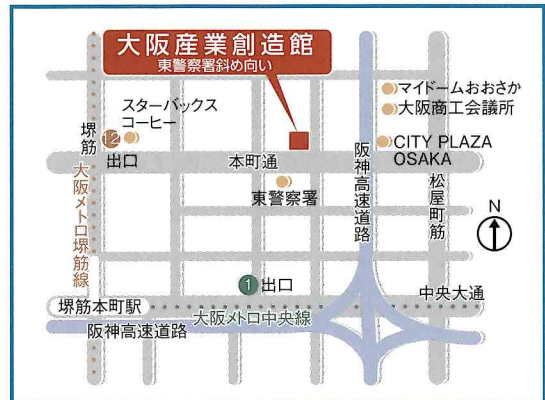 大阪産業創造館
東警察署斜め向い
マイドームおおさか
大阪商工会議所
スターバックス
コーヒー
堺筋
12
出口
CITY PLAZA
OSAKA
本町通
阪神高速道路
松屋町筋
東警察署
大阪メトロ堺筋線
N
1 出口
中央大通
堺筋本町駅
大阪メトロ中央線
阪神高速道路